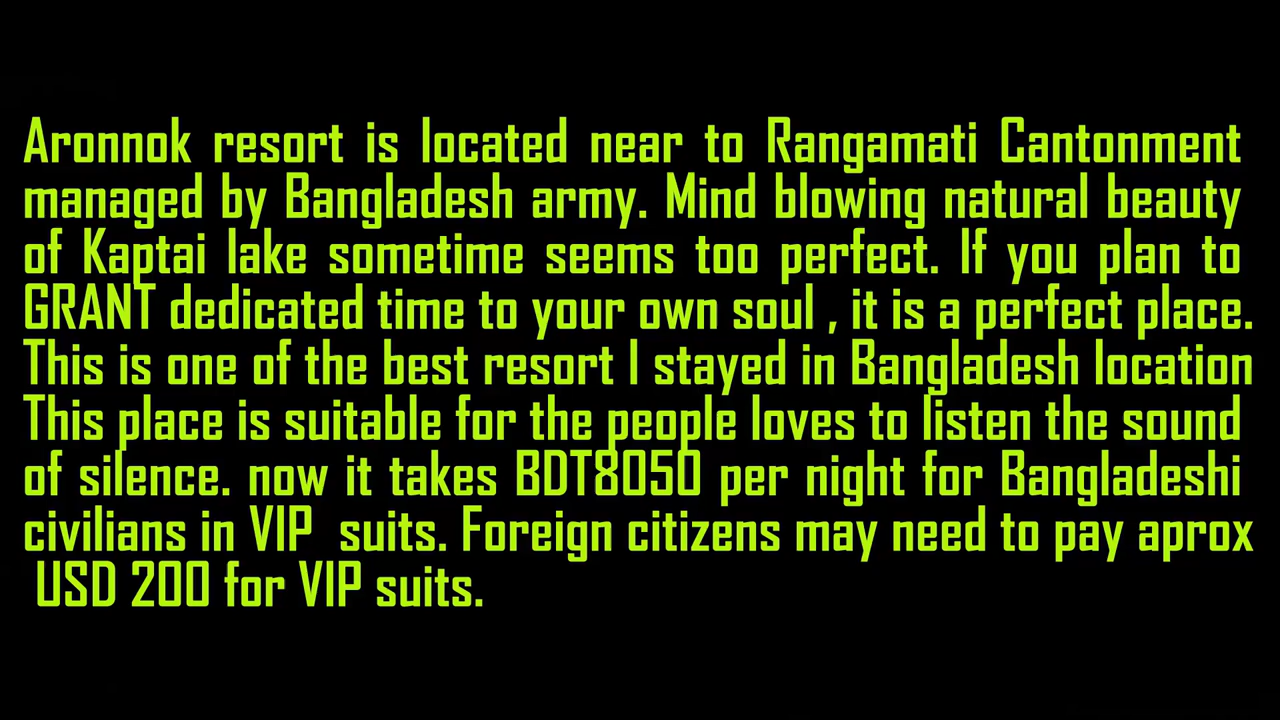 Aronnok resort is located near to Rangamati Cantonment
managed by Bangladesh army. Mind blowing natural beauty
of Kaptai lake sometime seems too perfect. If you plan to
GRANT dedicated time to your own soul , it is a perfect place.
This is one of the best resort I stayed in Bangladesh location
This place is suitable for the people loves to listen the sound
of silence. now it takes BDT8050 per night for Bangladeshi
civilians in VIP  suits. Foreign citizens may need to pay aprox
USD 200 for VIP suits.